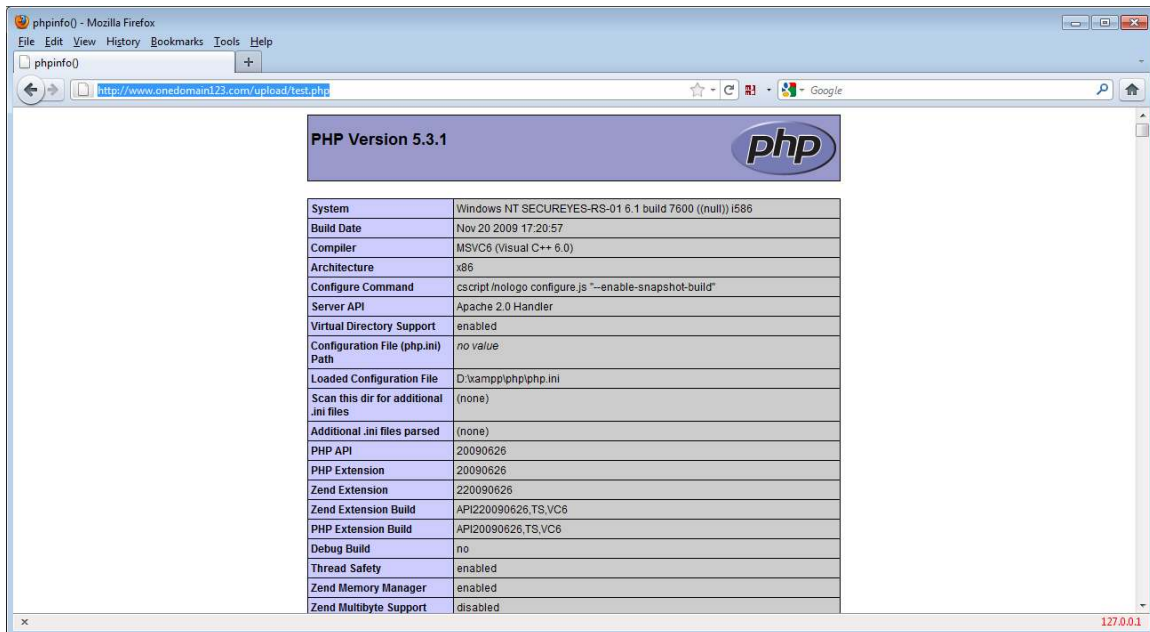 phpinfo() - Mozilla Firefox
File Edit View History Bookmarks Tools Help
phpinfo()
http://www.onedomain123.com/upload/test.php
Google
PHP Version 5.3.1
php
System Windows NT SECUREYES-RS-01 6.1 build 7600 ((null)) i586
Build Date Nov 20 2009 17:20:57
Compiler MSVC6 (Visual C++ 6.0)
Architecture x86
Configure Command cscript /nologo configure.js "--enable-snapshot-build"
Server API Apache 2.0 Handler
Virtual Directory Support enabled
Configuration File (php.ini) no value
Path
Loaded Configuration File D:\xampp\php\php.ini
Scan this dir for additional (none)
.ini files
Additional .ini files parsed (none)
PHP API 20090626
PHP Extension 20090626
Zend Extension 220090626
Zend Extension Build API220090626,TS,VC6
PHP Extension Build API20090626,TS,VC6
Debug Build no
Thread Safety enabled
Zend Memory Manager enabled
Zend Multibyte Support disabled
127.0.0.1